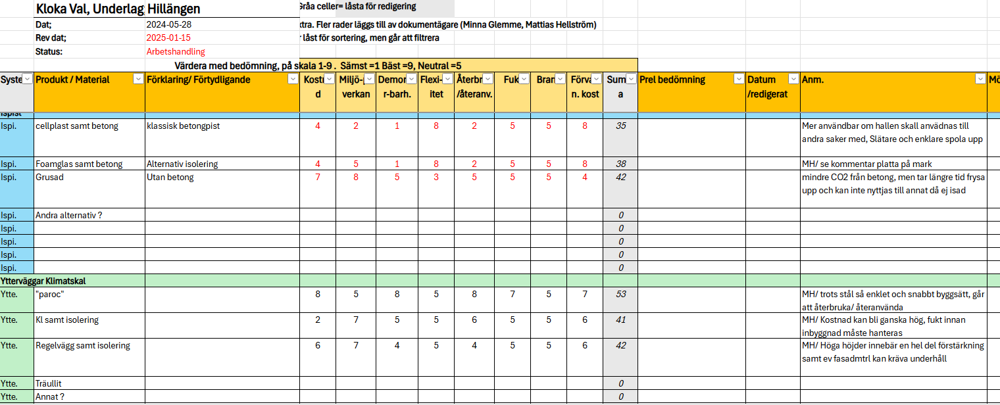 Kloka Val, Underlag Hillängen
Gråa celler= låsta för redigering
Dat; 2024-05-28
xtra. Fler rader läggs till av dokumentägare (Minna Glemme, Mattias Hellström)
Rev dat; 2025-01-15
r låst för sortering, men går att filtrera
Status: Arbetshandling
Värdera med bedömning, på skala 1-9 . Sämst =1 Bäst =9, Neutral =5
Syste Produkt / Material Förklaring/ Förtydligande Kostn Miljö-p Demon Flexi- Återbr Fuk Bran Förva Sum Prel bedömning Datum Anm. Mö
d verkan r-barh. itet /återanv. n. kost a /redigerat
Ispist
Ispi. cellplast samt betong klassisk betongpist 4 2 1 8 2 5 5 8 35 Mer användbar om hallen skall anvädnas till
andra saker med, Slätare och enklare spola upp
Ispi. Foamglas samt betong Alternativ isolering 4 5 1 8 2 5 5 8 38 MH/ se kommentar platta på mark
Ispi. Grusad Utan betong 7 8 5 3 5 5 5 4 42 mindre CO2 från betong, men tar längre tid frysa
upp och kan inte nyttjas till annat då ej isad
Ispi. Andra alternativ ? 0
Ispi. 0
Ispi. 0
Ispi. 0
Ispi. 0
Ytterväggar Klimatskal
Ytte. "paroc" 8 5 8 5 8 7 5 7 53 MH/ trots stål så enklet och snabbt byggsätt, går
att återbruka/ återanvända
Ytte. Kl samt isolering 2 7 5 5 6 5 5 6 41 MH/ Kostnad kan bli ganska hög, fukt innan
inbyggnad måste hanteras
Ytte. Regelvägg samt isolering 6 7 4 5 4 5 5 6 42 MH/ Höga höjder innebär en hel del förstärkning
samt ev fasadmtrl kan kräva underhåll
Ytte. Träullit 0
Ytte. Annat ? 0